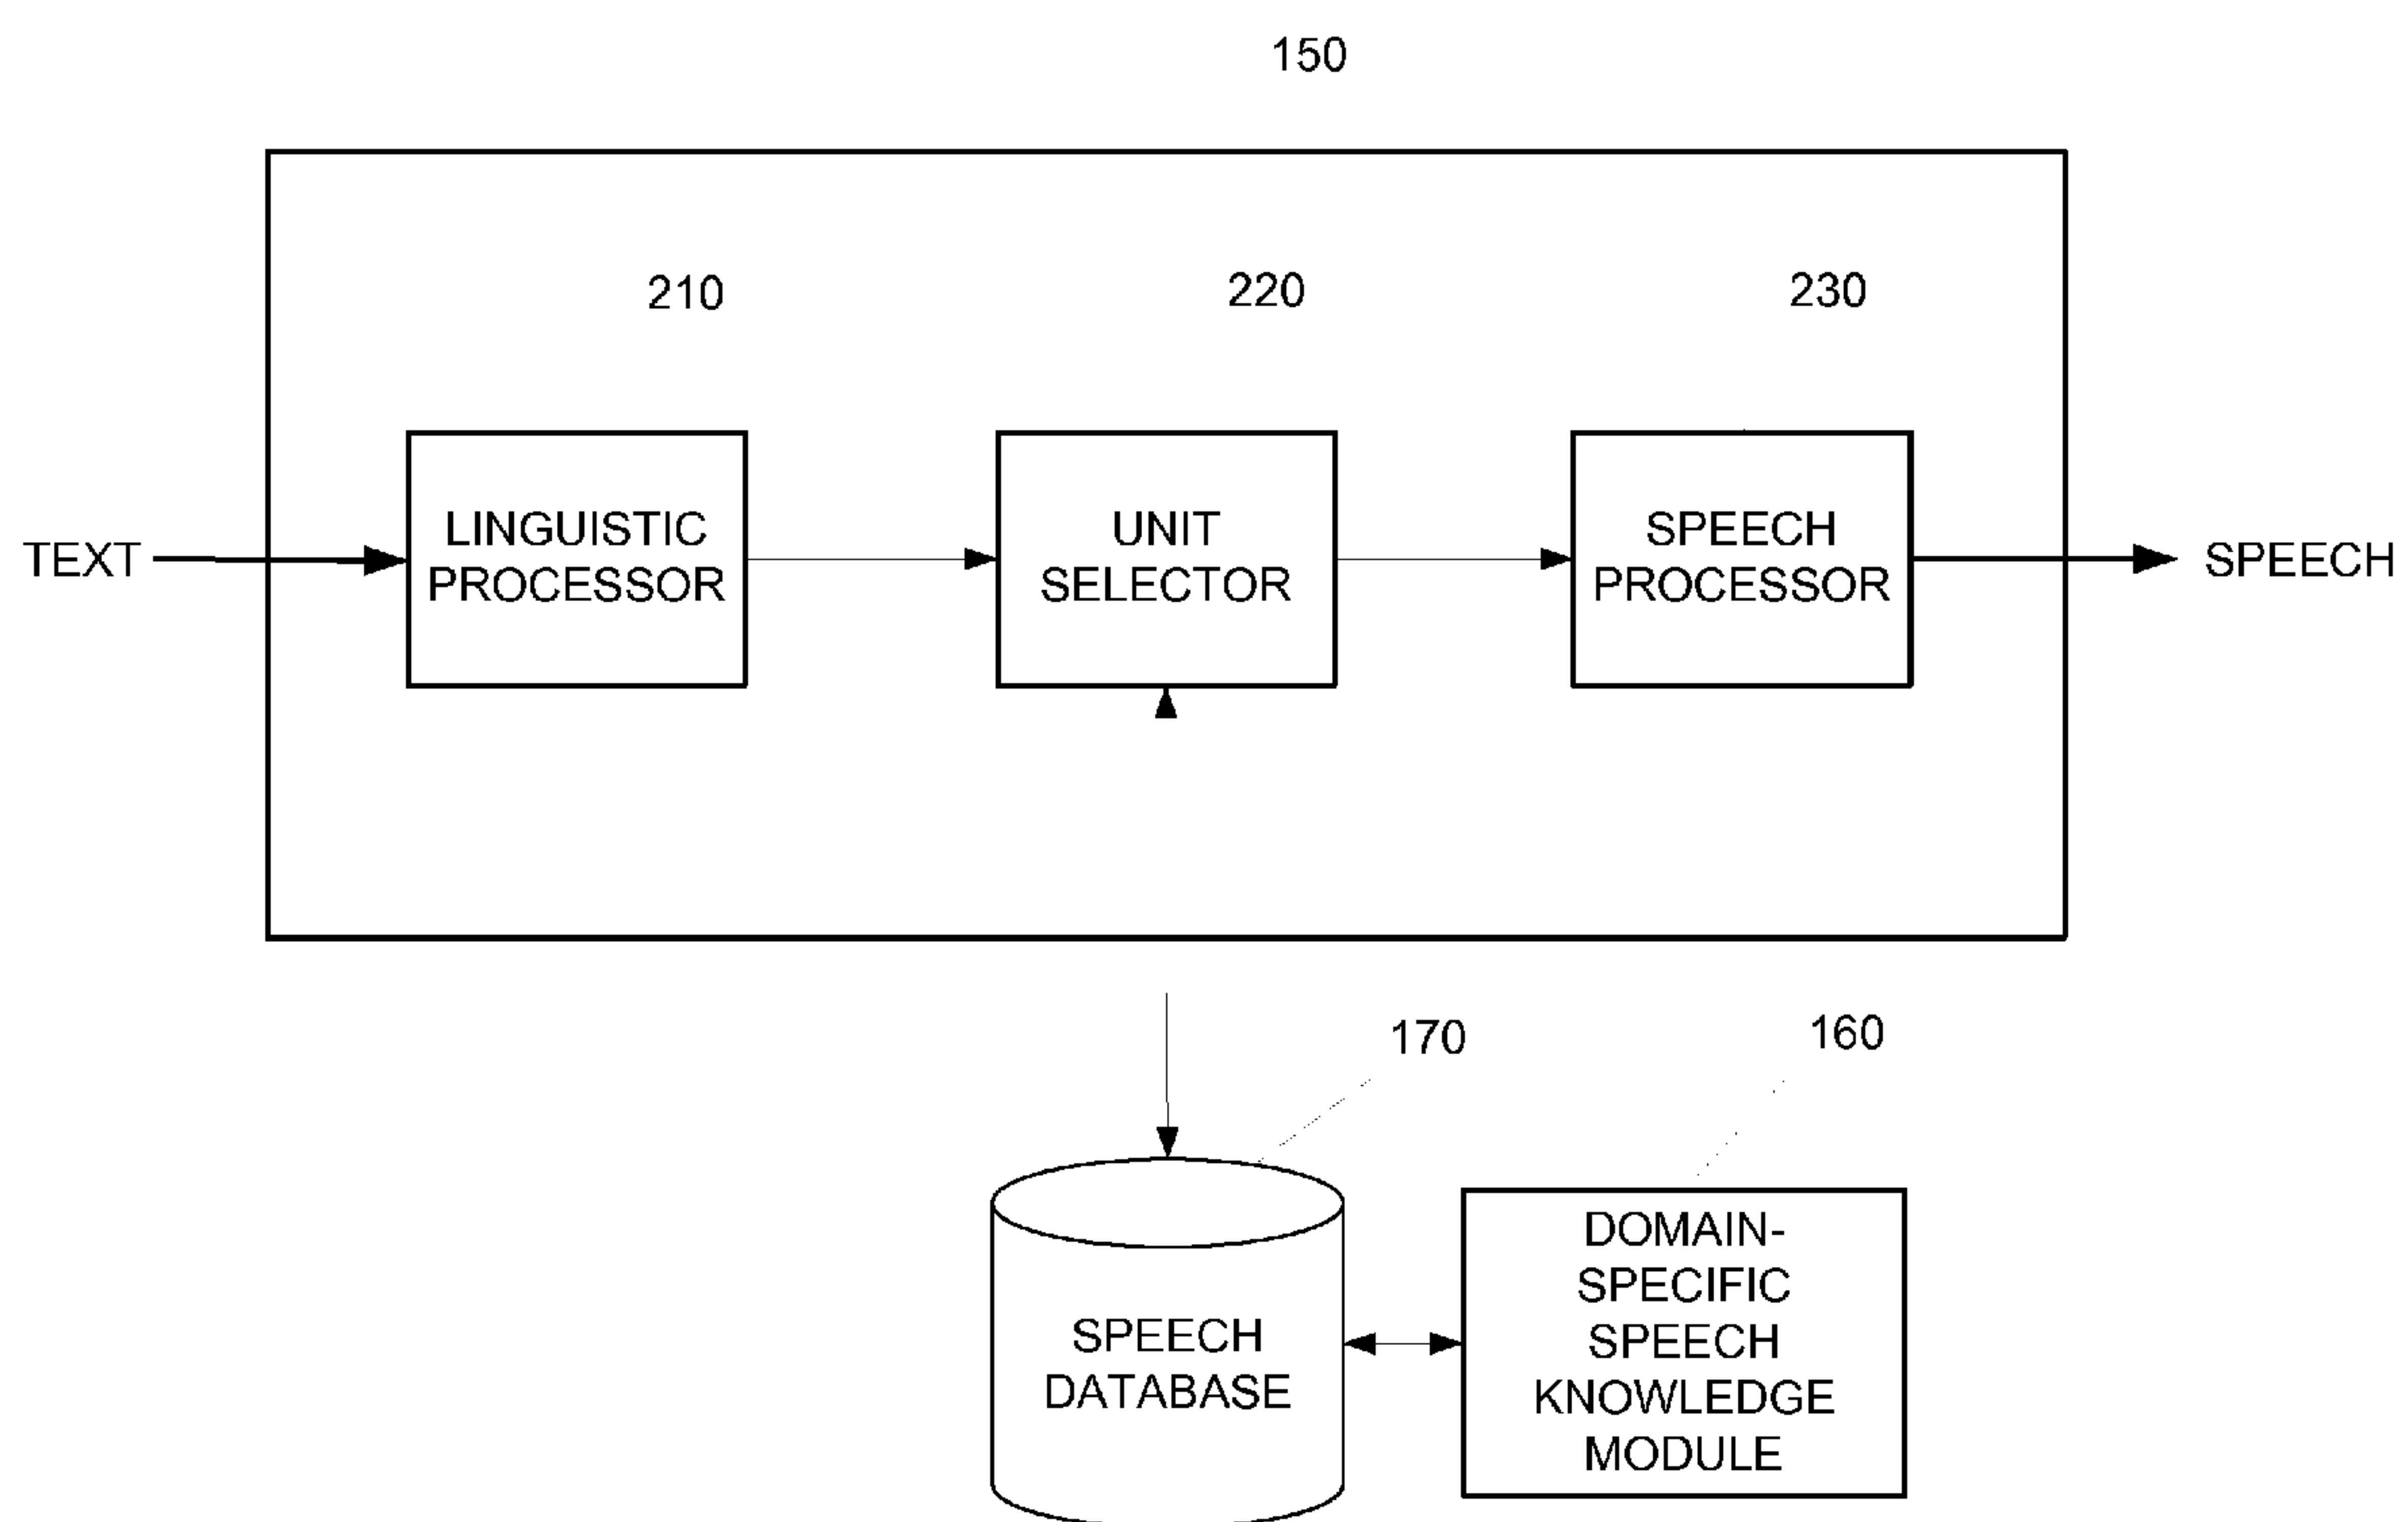 150
210
220
230
TEXT
LINGUISTIC
PROCESSOR
UNIT
SELECTOR
SPEECH
PROCESSOR
SPEECH
170
160
SPEECH
DATABASE
DOMAIN-
SPECIFIC
SPEECH
KNOWLEDGE
MODULE